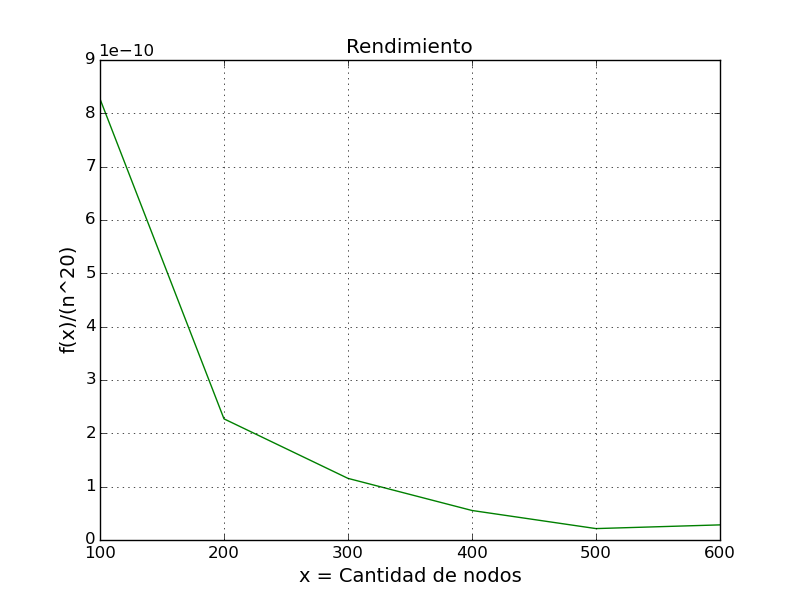 Rendimiento
1e−10
9
8
7
6
5
4
3
2
1
0
f(x)/(n^20)
100 200 300 400 500 600
x = Cantidad de nodos